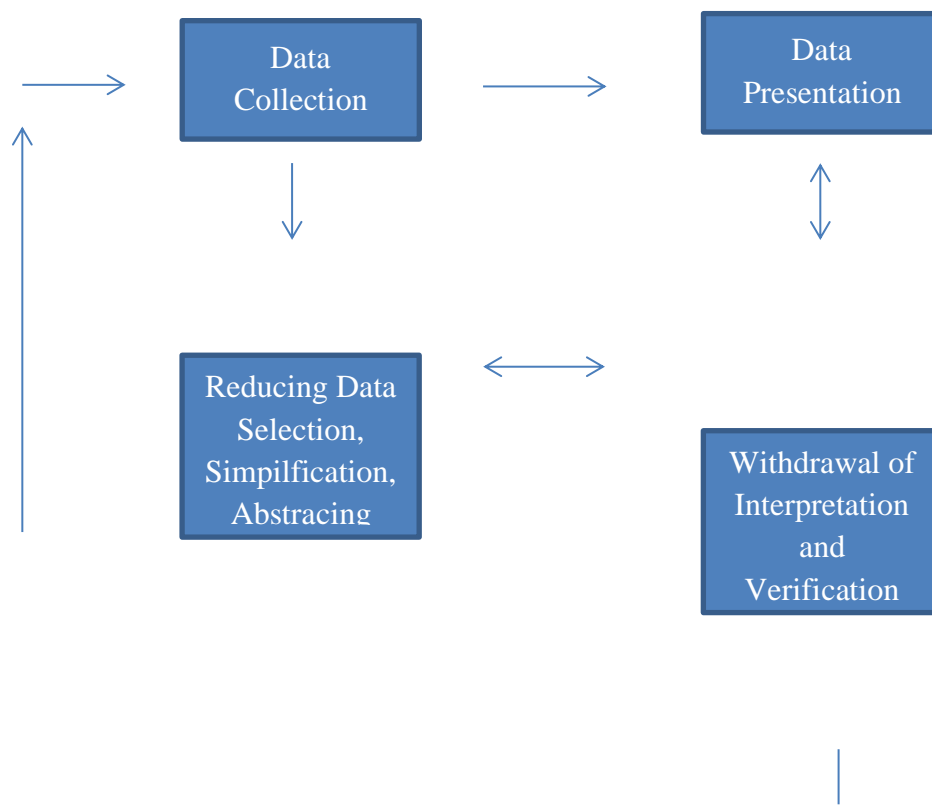 Data
Collection
Data
Presentation
Reducing Data
Selection,
Simpilfication,
Abstracing
Withdrawal of
Interpretation
and
Verification